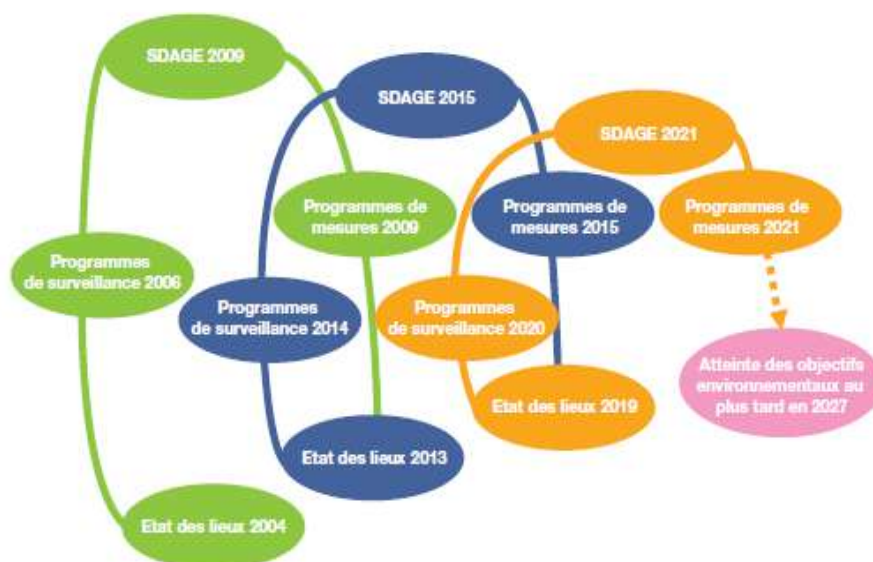 SDAGE 2009
SDAGE 2015
SDAGE 2021
Programmes de
mesures 2009
Programmes de
mesures 2015
Programmes de
mesures 2021
Programmes
de surveillance 2006
Programmes
de surveillance 2014
Programmes
de surveillance 2020
Atteinte des objectifs
environnementaux au
plus tard en 2027
Etat des lieux 2019
Etat des lieux 2013
Etat des lieux 2004